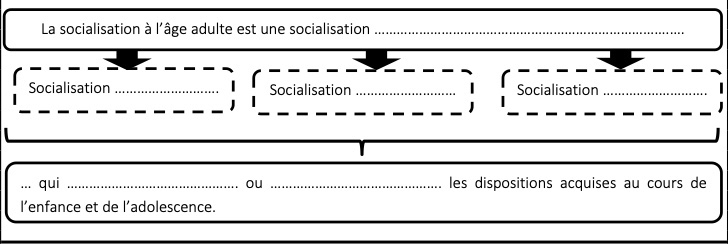 La socialisation à l’âge adulte est une socialisation ……………………………………………………………………….
Socialisation ……………………….
Socialisation ………………………
Socialisation ……………………….
… qui ……………………………………… ou ……………………………………… les dispositions acquises au cours de
l’enfance et de l’adolescence.